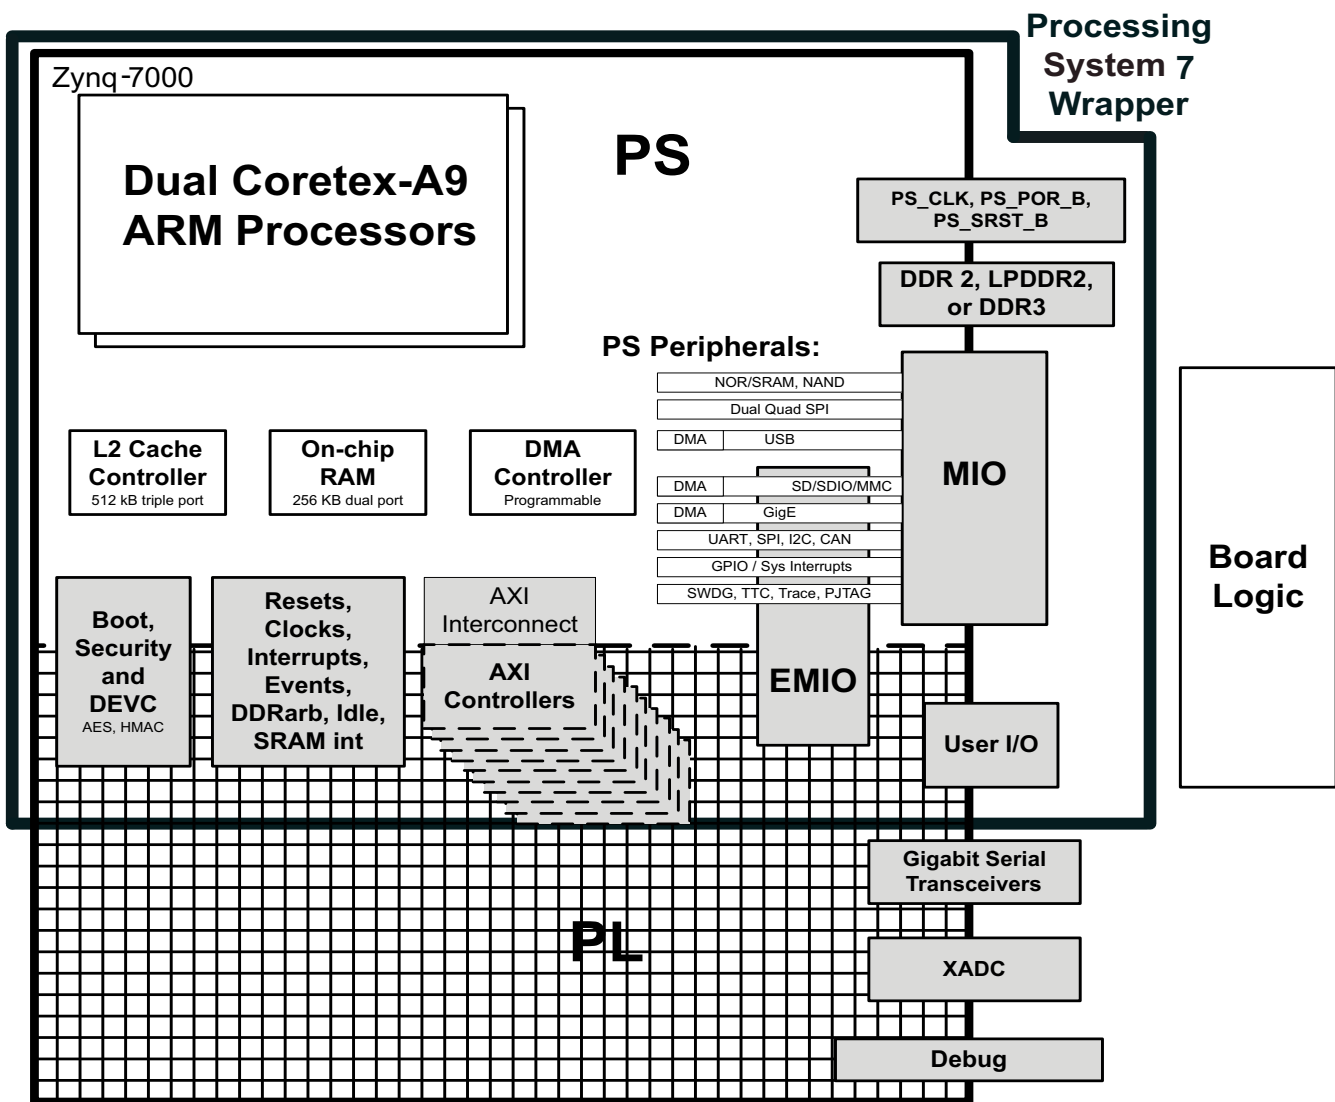 Processing
System 7
Wrapper
Zynq-7000
PS
Dual Coretex-A9
ARM Processors
PS_CLK, PS_POR_B,
PS_SRST_B
DDR 2, LPDDR2,
or DDR3
PS Peripherals:
NOR/SRAM, NAND
Dual Quad SPI
DMA USB
DMA SD/SDIO/MMC
DMA GigE
UART, SPI, I2C, CAN
GPIO / Sys Interrupts
SWDG, TTC, Trace, PJTAG
MIO
L2 Cache
Controller
512 kB triple port
On-chip
RAM
256 KB dual port
DMA
Controller
Programmable
Board
Logic
Boot,
Security
and
DEVC
AES, HMAC
Resets,
Clocks,
Interrupts,
Events,
DDRarb, Idle,
SRAM int
AXI
Interconnect
AXI
Controllers
EMIO
User I/O
Gigabit Serial
Transceivers
PL
XADC
Debug